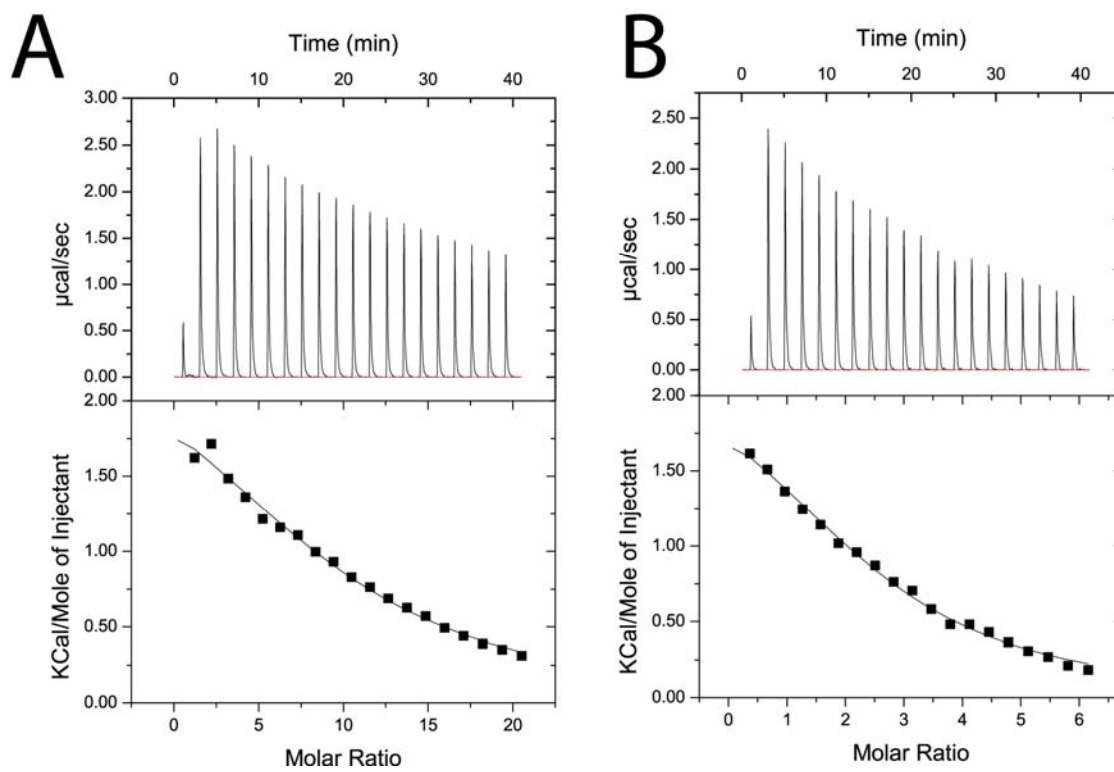 A
Time (min)
0 10 20 30 40
3.00
2.50
2.00
1.50
1.00
0.50
0.00
µcal/sec
2.00
1.50
1.00
0.50
0.00
KCal/Mole of Injectant
0 5 10 15 20
Molar Ratio
B
Time (min)
0 10 20 30 40
2.50
2.00
1.50
1.00
0.50
0.00
µcal/sec
2.00
1.50
1.00
0.50
0.00
KCal/Mole of Injectant
0 1 2 3 4 5 6
Molar Ratio